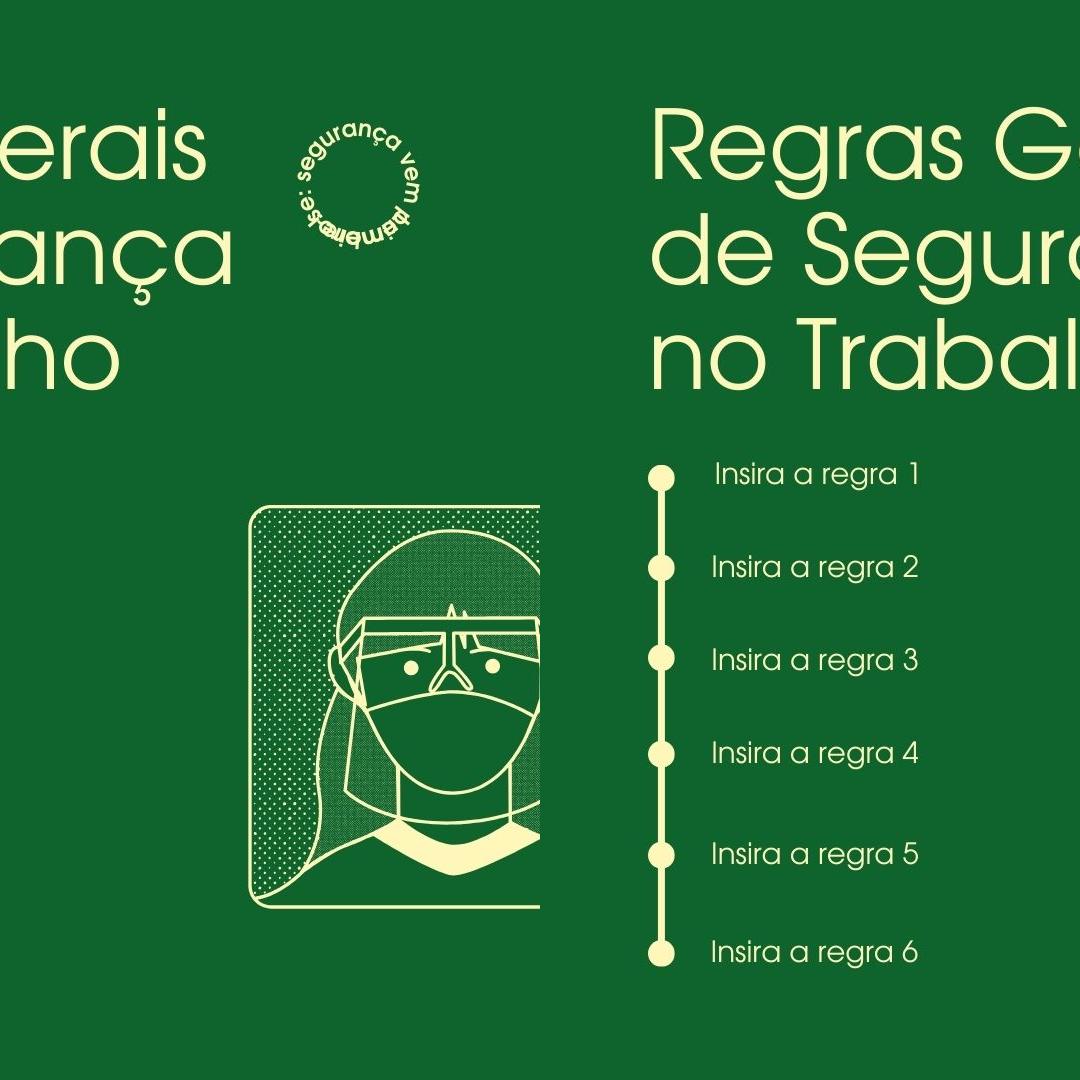 erais
ança
ho
segurança vem
Regras G
de Segura
no Trabal
Insira a regra 1
Insira a regra 2
Insira a regra 3
Insira a regra 4
Insira a regra 5
Insira a regra 6